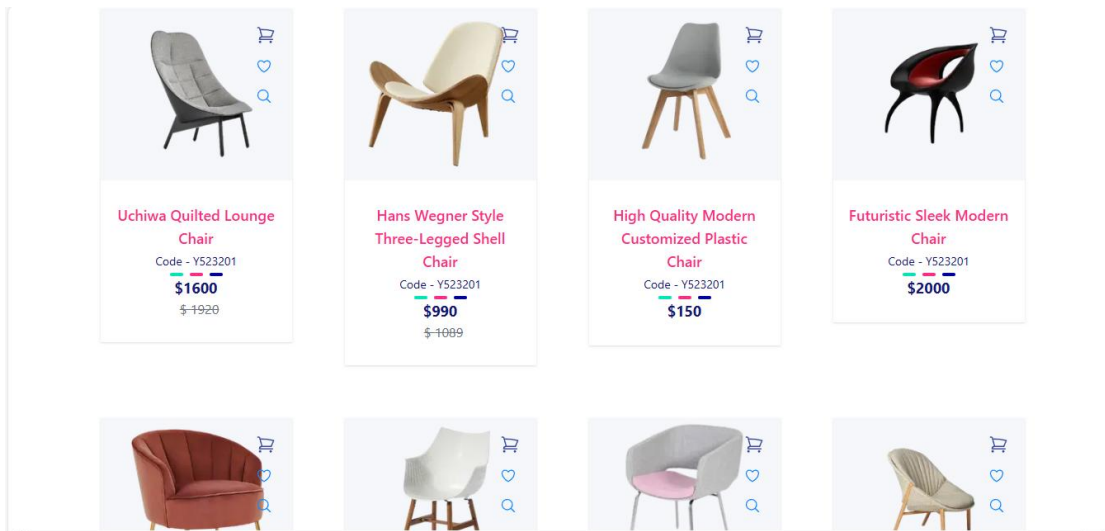 Uchiwa Quilted Lounge
Chair
Code - Y523201
$1600
$ 1920
Hans Wegner Style
Three-Legged Shell
Chair
Code - Y523201
$990
$ 1089
High Quality Modern
Customized Plastic
Chair
Code - Y523201
$150
Futuristic Sleek Modern
Chair
Code - Y523201
$2000